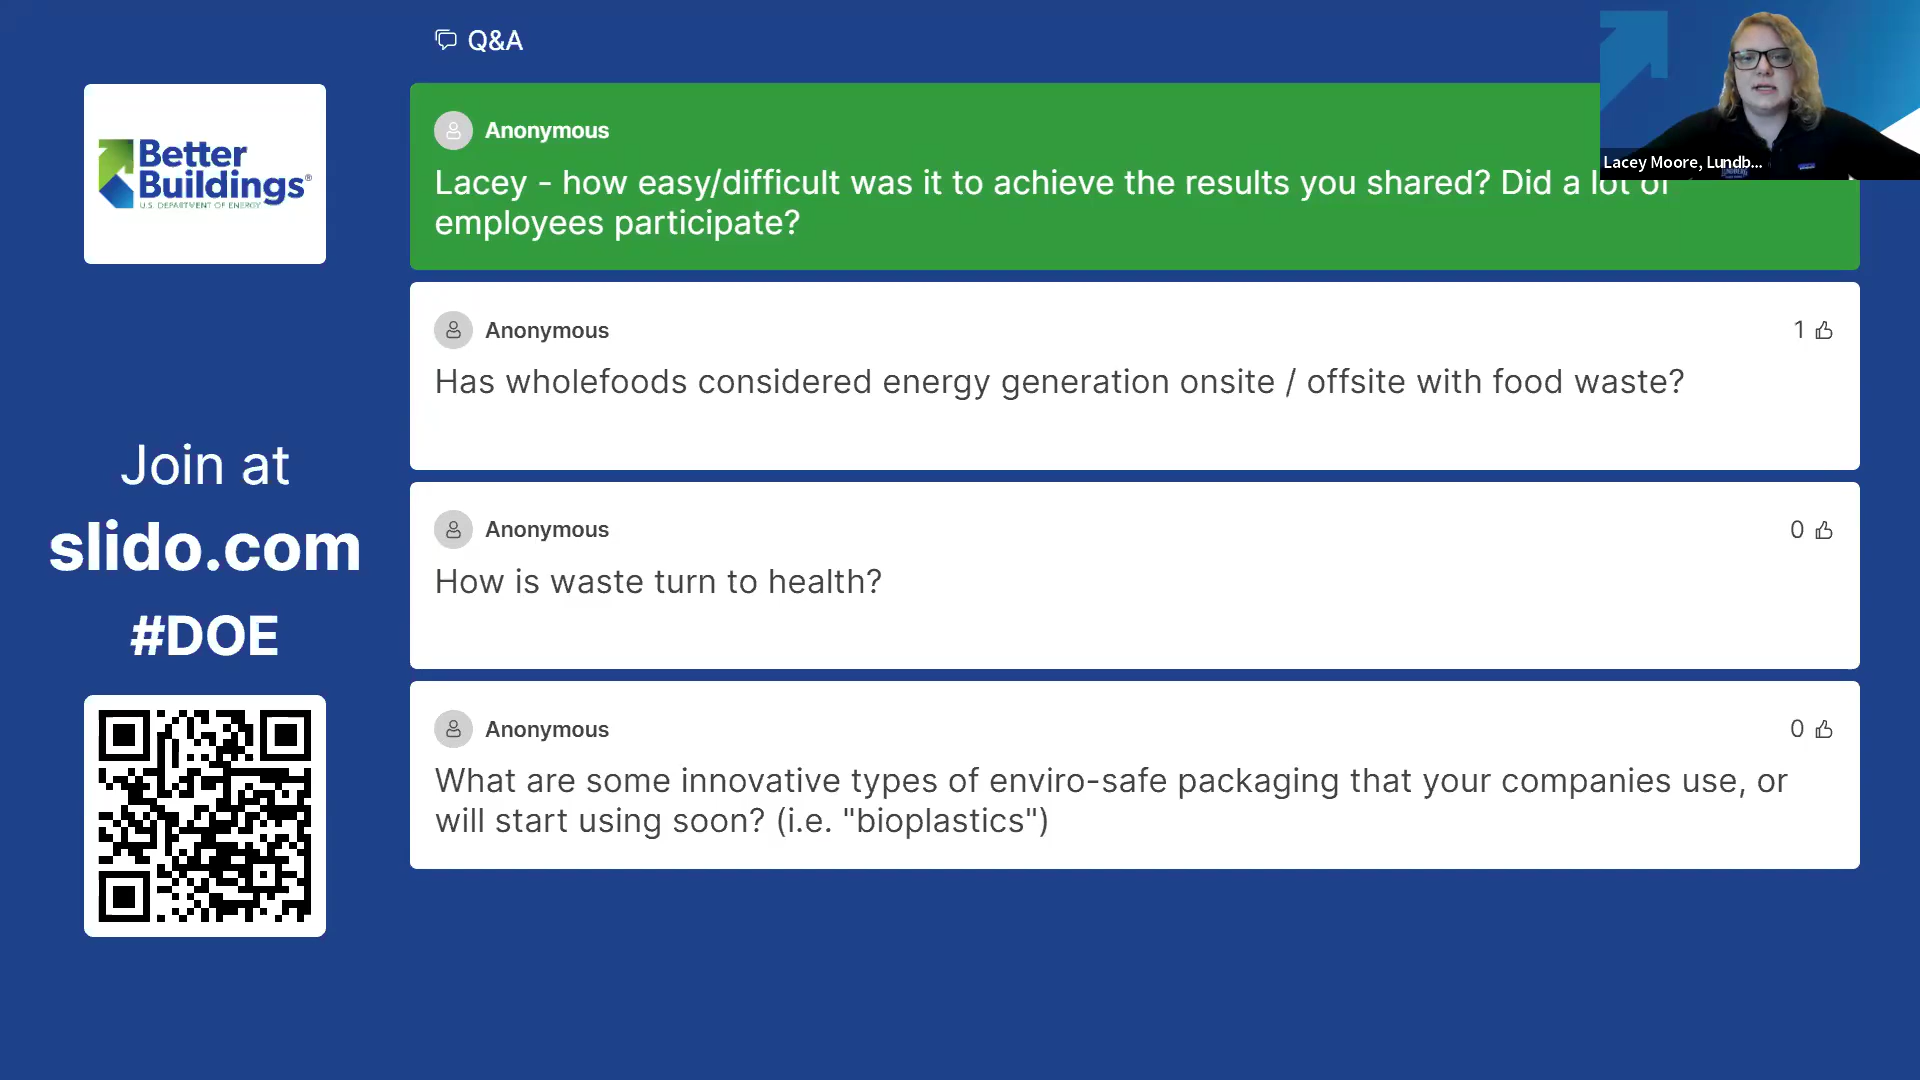 Q&A
Better
Buildings®
U.S. DEPARTMENT OF ENERGY
Join at
slido.com
#DOE
Anonymous
Lacey - how easy/difficult was it to achieve the results you shared? Did a lot of
employees participate?
Anonymous
1
Has wholefoods considered energy generation onsite / offsite with food waste?
Anonymous
0
How is waste turn to health?
Anonymous
0
What are some innovative types of enviro-safe packaging that your companies use, or
will start using soon? (i.e. "bioplastics")
Lacey Moore, Lundb...